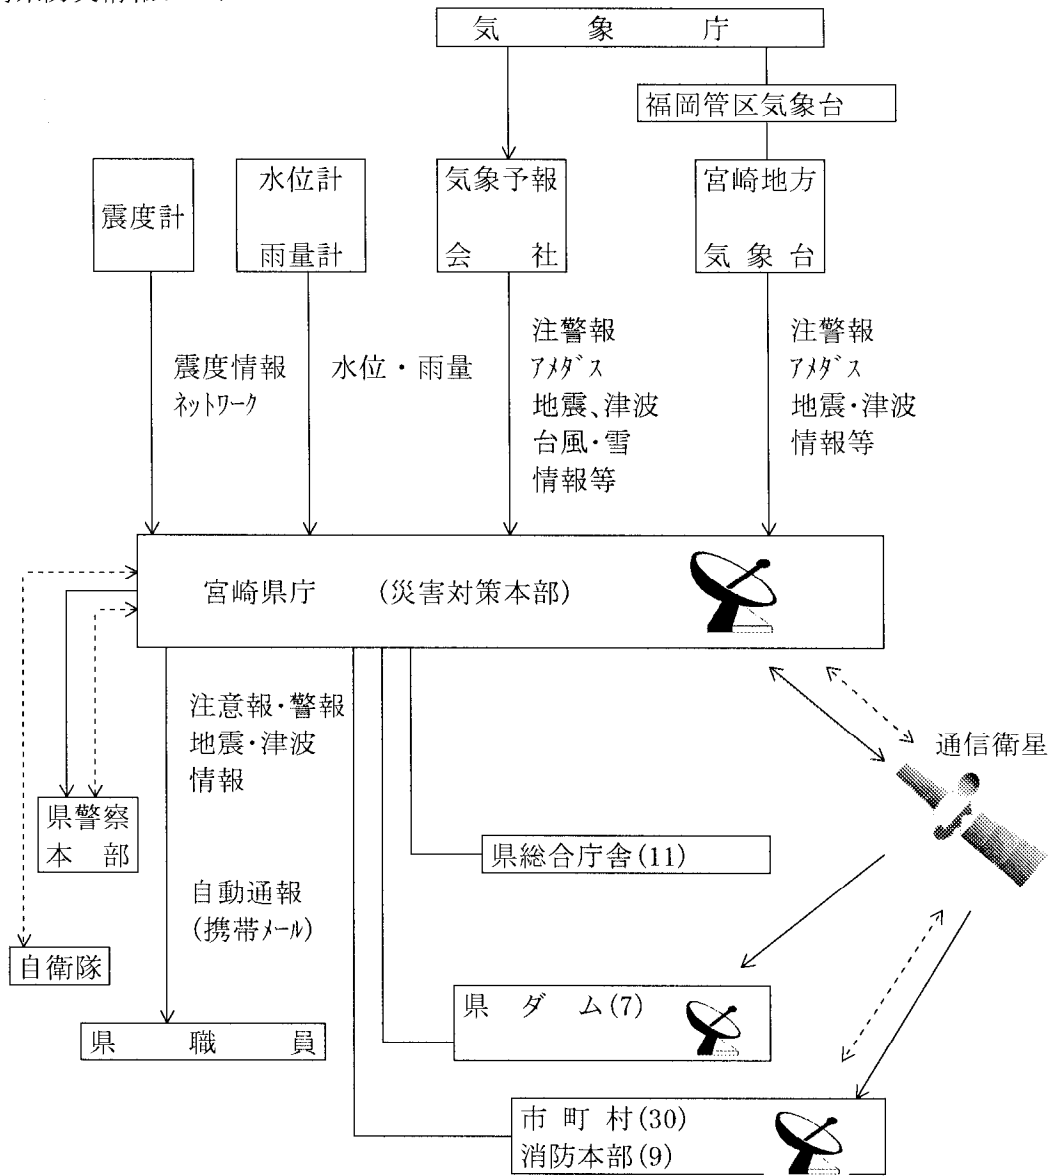 気象庁
福岡管区気象台
震度計
水位計
雨量計
気象予報
会社
宮崎地方
気象台
震度情報
ネットワーク
水位・雨量
注警報
アメダス
地震、津波
台風・雪
情報等
注警報
アメダス
地震・津波
情報等
宮崎県庁 (災害対策本部)
注意報・警報
地震・津波
情報
通信衛星
県警察
本部
県総合庁舎(11)
自動通報
(携帯メール)
自衛隊
県ダム(7)
県職員
市町村(30)
消防本部(9)